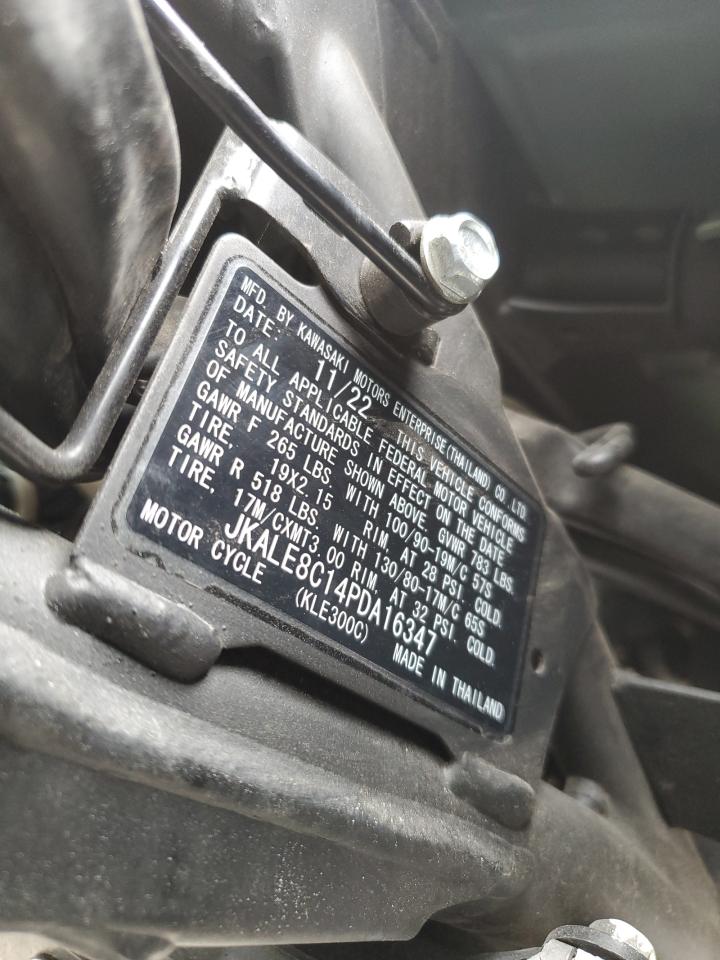 MFD. BY KAWASAKI MOTORS ENTERPRISE(THAILAND) CO., LTD.
DATE: 11/22 THIS VEHICLE CONFORMS
TO ALL APPLICABLE FEDERAL MOTOR VEHICLE
SAFETY STANDARDS IN EFFECT ON THE DATE
OF MANUFACTURE SHOWN ABOVE. GVWR 783 LBS.
GAWR F 265 LBS. WITH 100/90-19M/C 57S
TIRE, 19X2.15 RIM, AT 28 PSI. COLD.
GAWR R 518 LBS. WITH 130/80-17M/C 65S
TIRE, 17M/CXMT3.00 RIM, AT 32 PSI. COLD.
JKALE8C14PDA16347
MOTOR CYCLE (KLE300C) MADE IN THAILAND